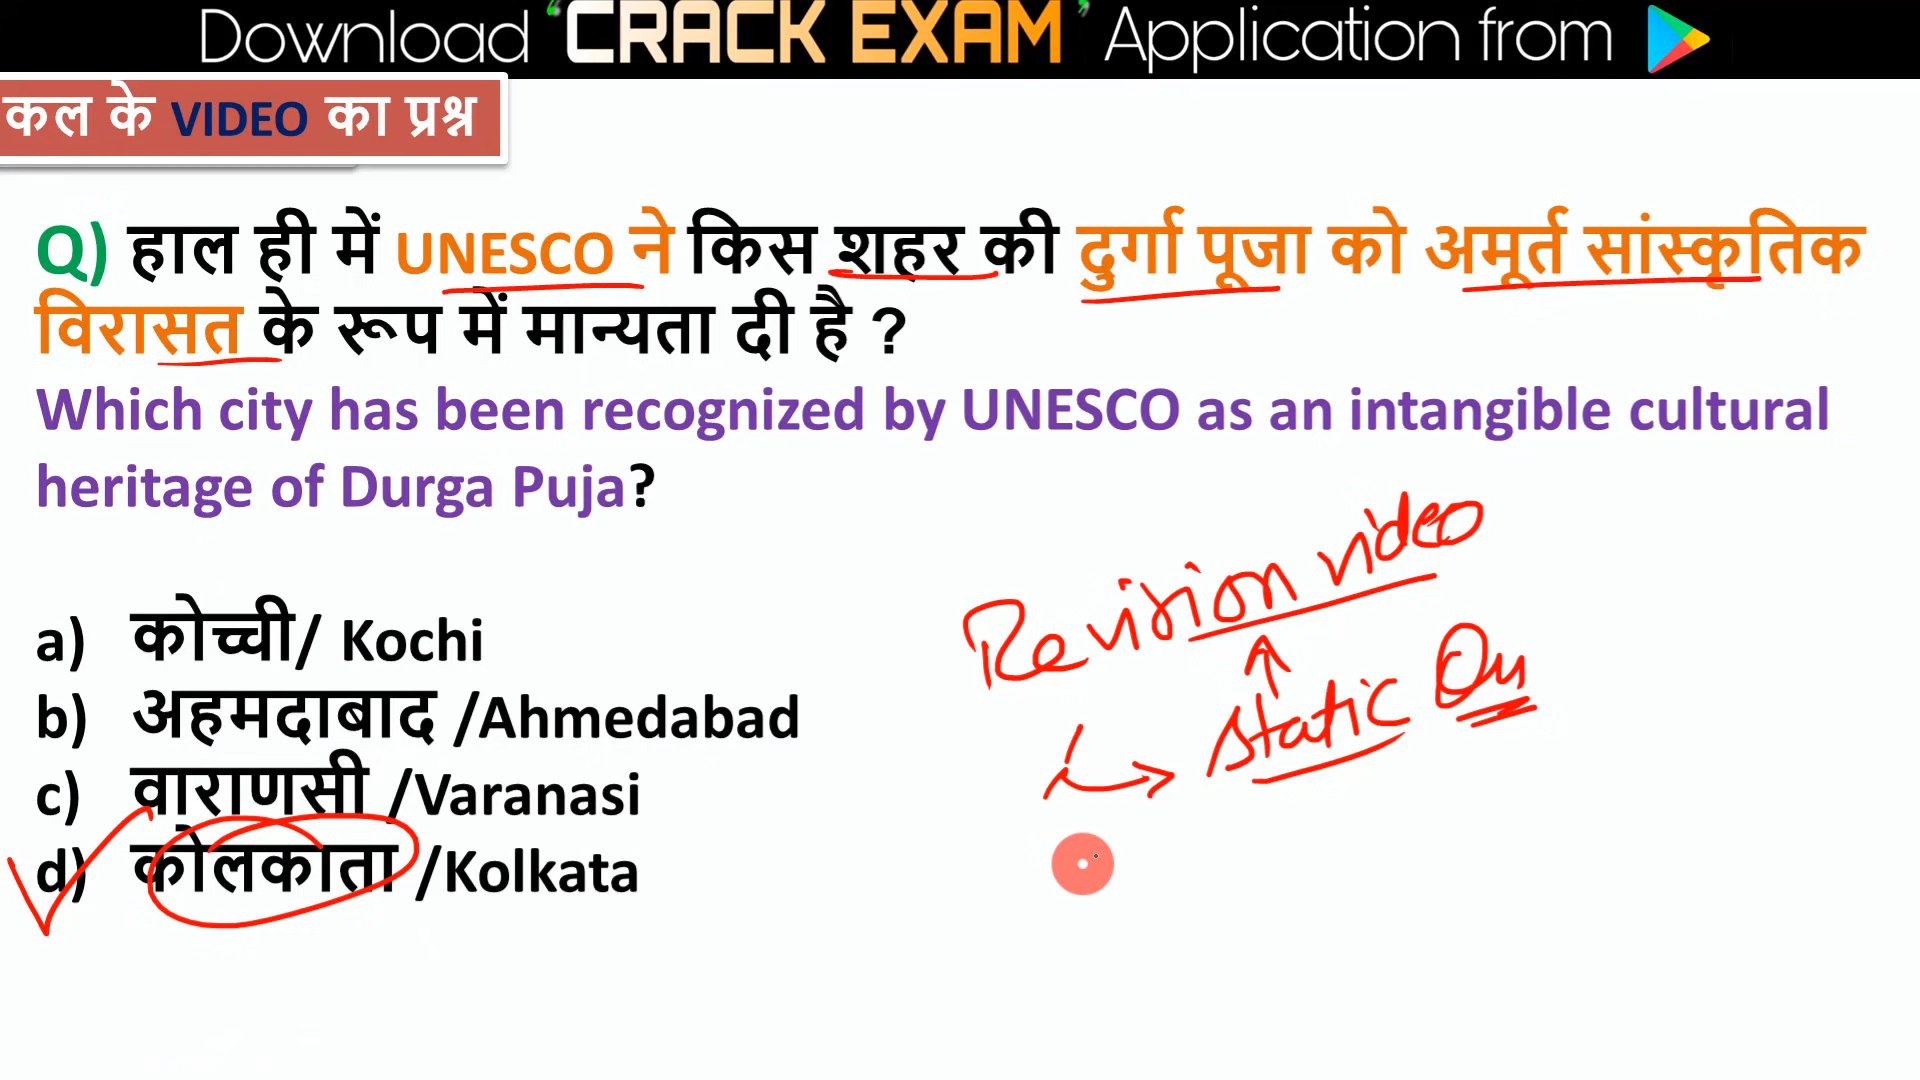 Download ‘CRACK EXAM’ Application from
कल के VIDEO का प्रश्न
Q) हाल ही में UNESCO ने किस शहर की दुर्गा पूजा को अमूर्त सांस्कृतिक
विरासत के रूप में मान्यता दी है ?
Which city has been recognized by UNESCO as an intangible cultural
heritage of Durga Puja?
Revision video
static Qu
a) कोच्ची/ Kochi
b) अहमदाबाद /Ahmedabad
c) वाराणसी /Varanasi
d) कोलकाता /Kolkata